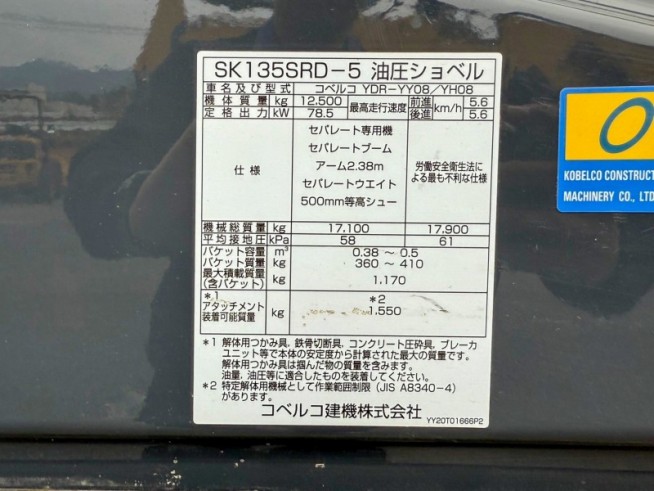 SK135SRD-5 油圧ショベル
車名及び型式 コベルコ YDR-YY08/YH08
機体質量 kg 12.500 最高走行速度 前進 km/h 5.6
定格出力 kW 78.5 後進 5.6
仕様
セパレート専用機
セパレートブーム
アーム2.38m
セパレートウエイト
500mm等高シュー
労働安全衛生法に
よる最も不利な仕様
機械総質量 kg 17.100 17.900
平均接地圧 kPa 58 61
バケット容量 m³ 0.38 ～ 0.5
バケット質量 kg 360 ～ 410
最大積載質量
(含バケット) kg 1.170
*1
アタッチメント
装着可能質量 kg
*2
1.550
*1 解体用つかみ具, 鉄骨切断具, コンクリート圧砕具, ブレーカ
ユニット等で本体の安定度から計算された最大の質量です。
解体用つかみ具は掴んだ物の質量を含みます。
油量, 油圧等に適合したものを装着してください。
*2 特定解体用機械として作業範囲制限 (JIS A8340-4)
が必要になります。
コベルコ建機株式会社
YY20T01666P2
KOBELCO CONSTRUCT
MACHINERY CO., LTD